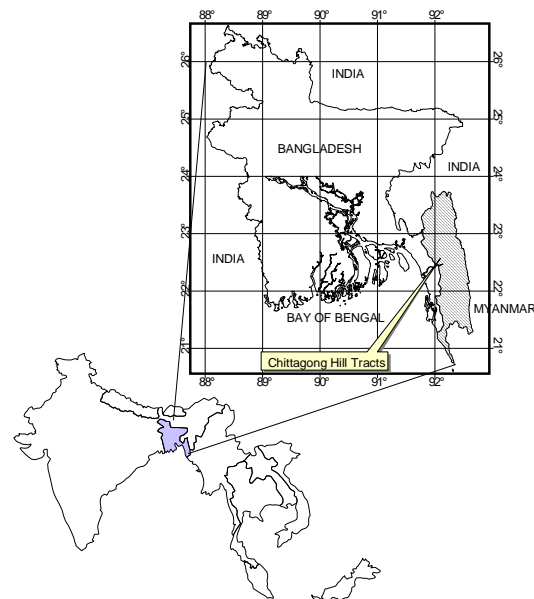 88° 89° 90° 91° 92°
26° 26°
INDIA
25° 25°
BANGLADESH
INDIA
24° 24°
23° 23°
INDIA
22° 22°
MYANMAR
BAY OF BENGAL
21° 21°
Chittagong Hill Tracts
88° 89° 90° 91° 92°